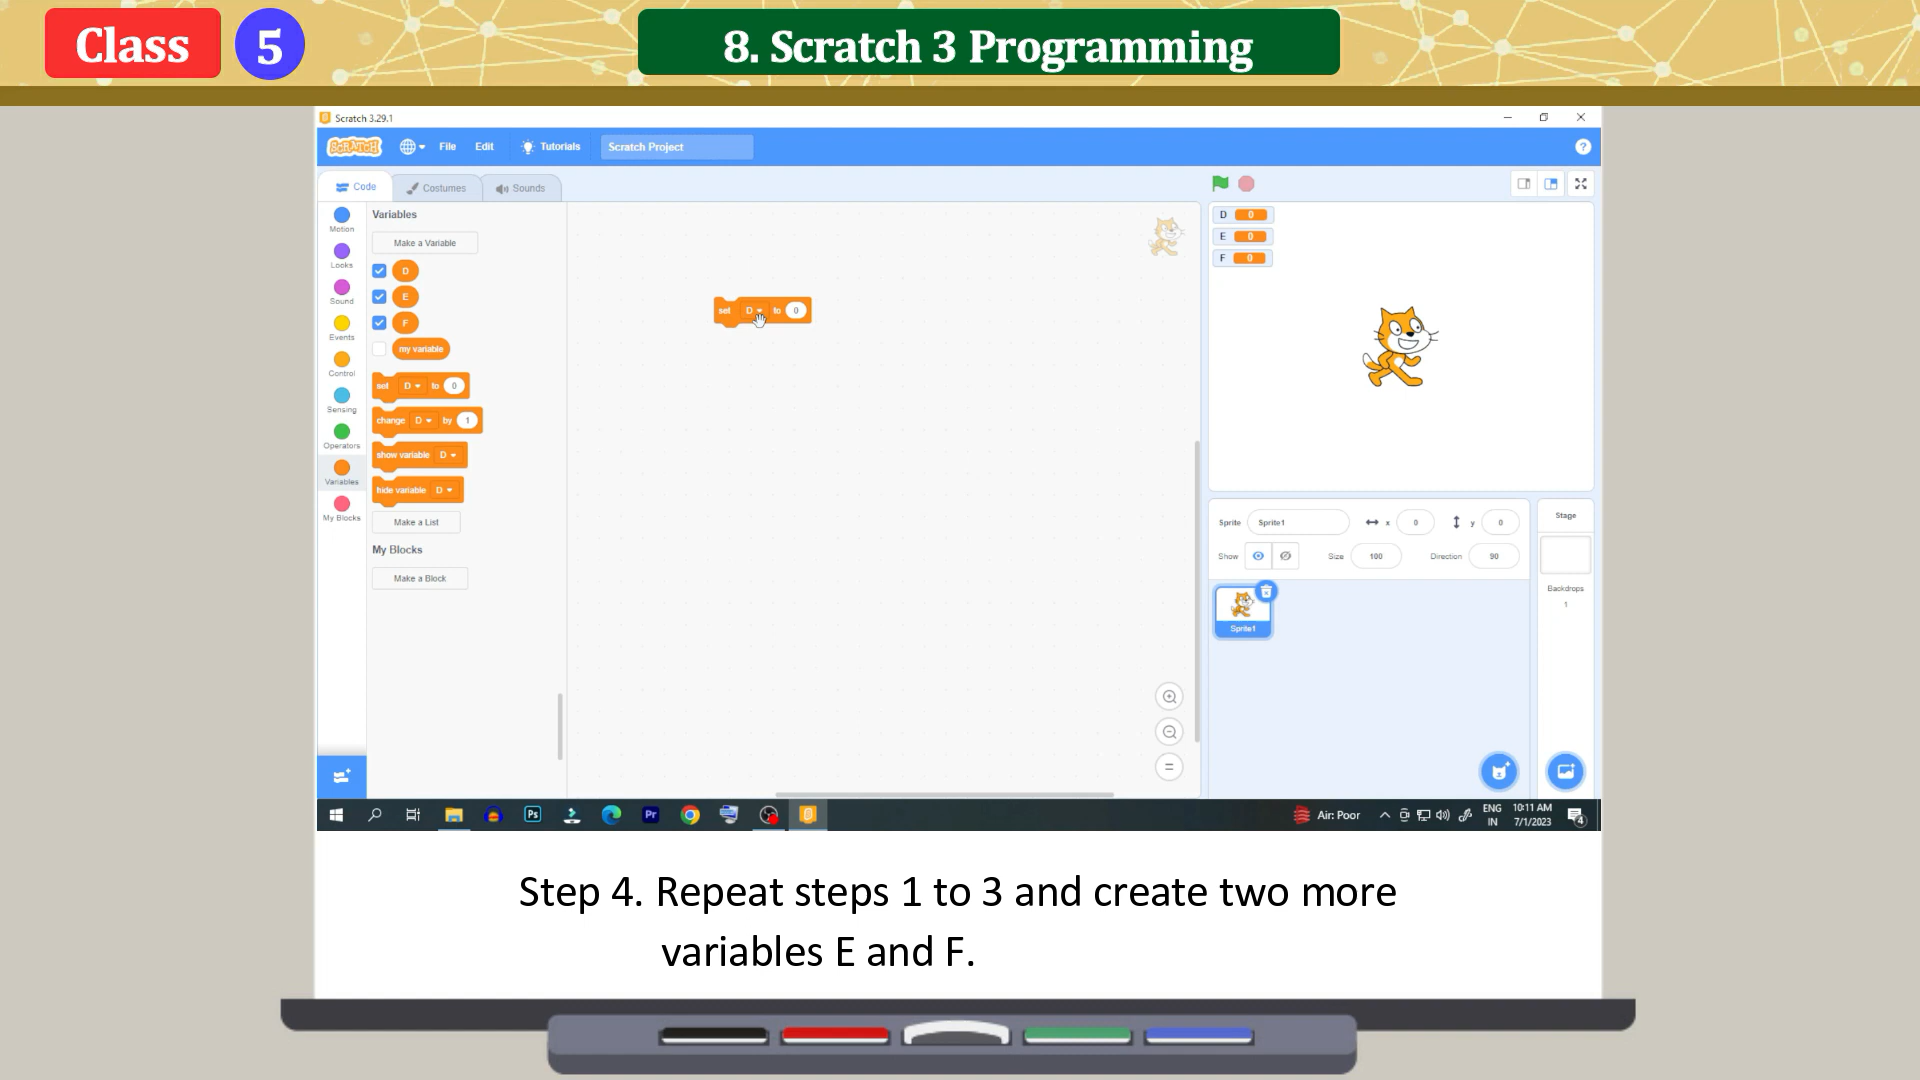 Class 5
8. Scratch 3 Programming
Scratch 3.29.1
SCRATCH File Edit Tutorials Scratch Project ?
Code Costumes Sounds
Motion
Looks
Sound
Events
Control
Sensing
Operators
Variables
My Blocks
Variables
Make a Variable
D
E
F
my variable
set D to 0
change D by 1
show variable D
hide variable D
Make a List
My Blocks
Make a Block
set D to 0
D 0
E 0
F 0
Sprite Sprite1 x 0 y 0
Show Size 100 Direction 90
Sprite1
Stage
Backdrops
1
Ps Pr Air: Poor ENG IN 10:11 AM 7/1/2023 4
Step 4. Repeat steps 1 to 3 and create two more
variables E and F.